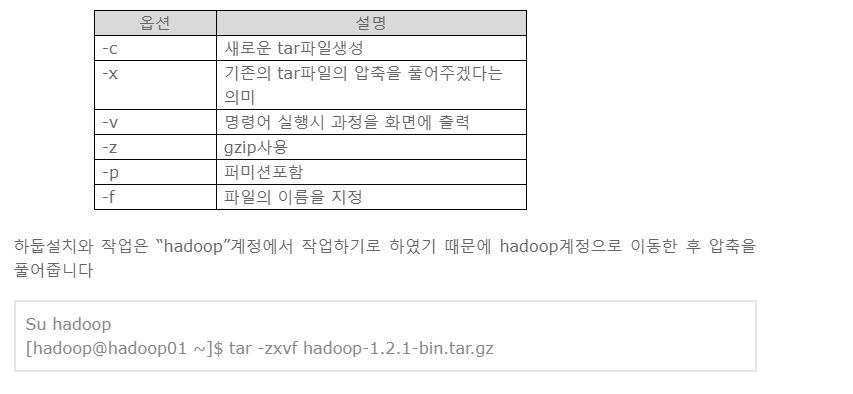 옵션 설명
-c 새로운 tar파일생성
-x 기존의 tar파일의 압축을 풀어주겠다는
의미
-v 명령어 실행시 과정을 화면에 출력
-z gzip사용
-p 퍼미션포함
-f 파일의 이름을 지정
하둡설치와 작업은 “hadoop”계정에서 작업하기로 하였기 때문에 hadoop계정으로 이동한 후 압축을
풀어줍니다
Su hadoop
[hadoop@hadoop01 ~]$ tar -zxvf hadoop-1.2.1-bin.tar.gz